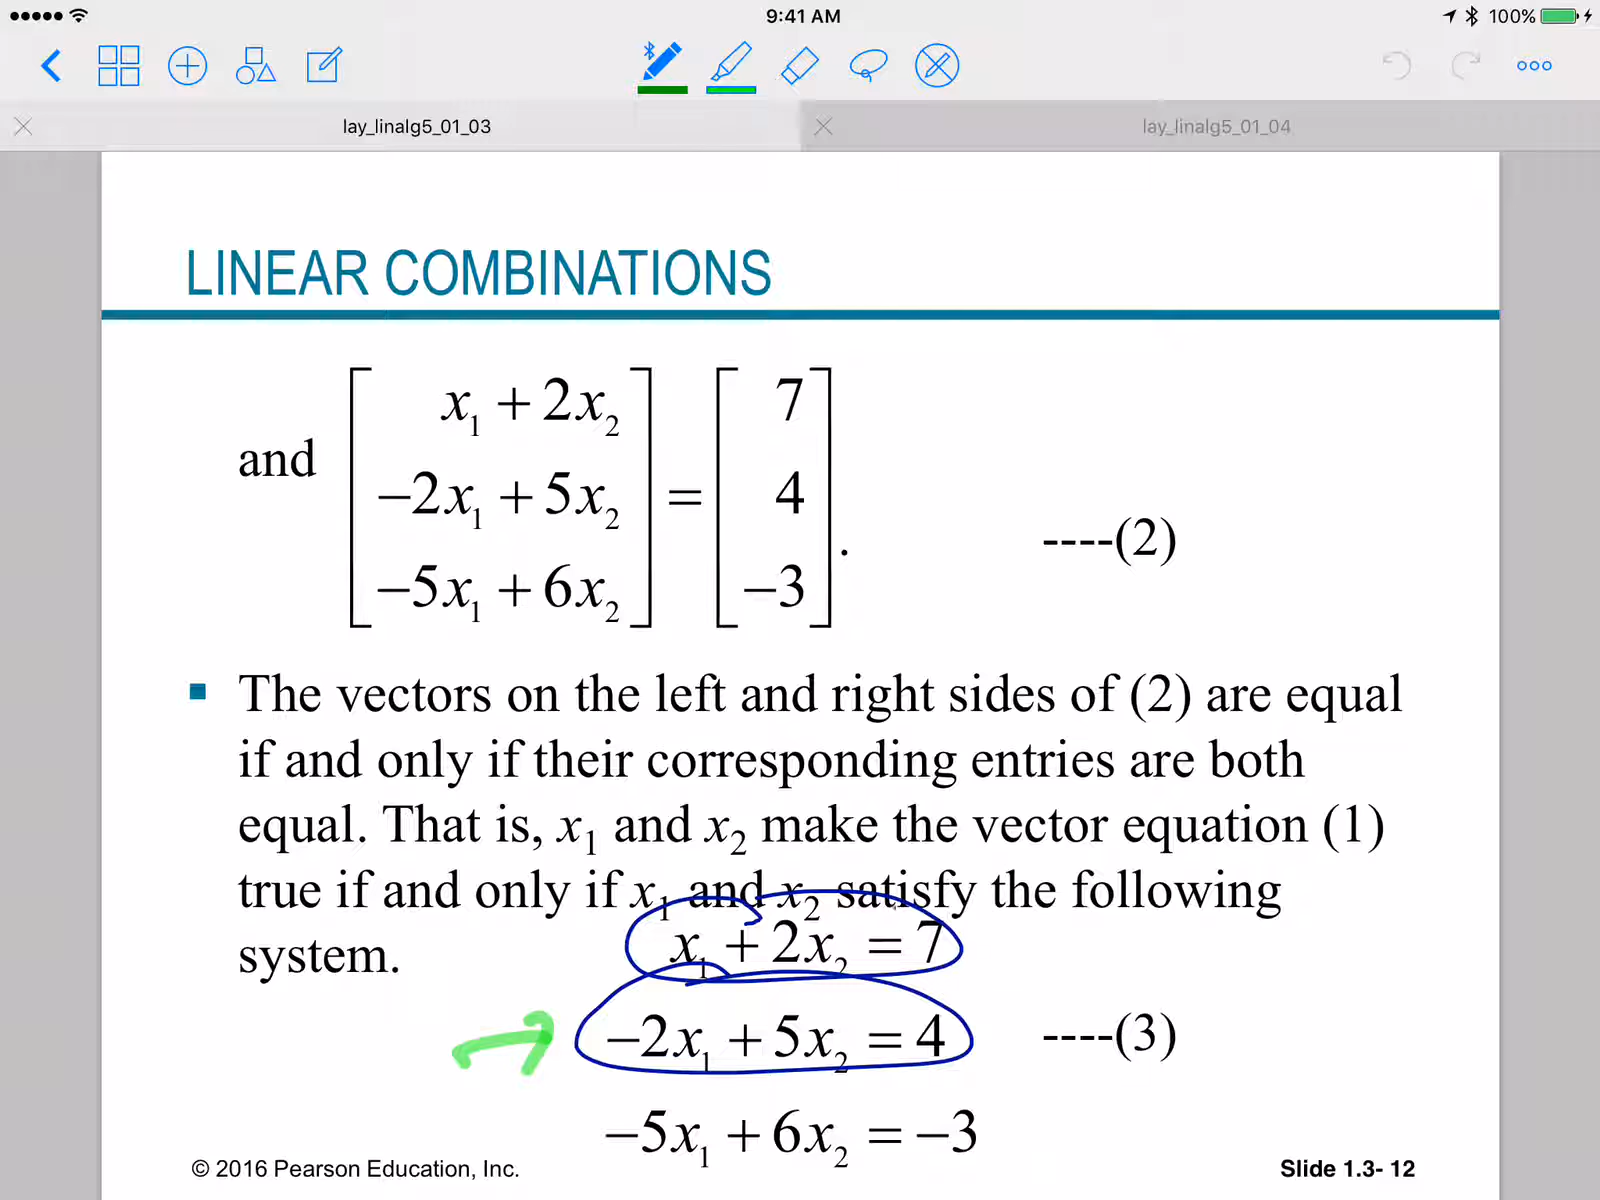 9:41 AM
100%
lay_linalg5_01_03
lay_linalg5_01_04
LINEAR COMBINATIONS
and
x₁ + 2x₂
−2x₁ + 5x₂
−5x₁ + 6x₂
=
7
4
−3
.
----(2)
The vectors on the left and right sides of (2) are equal
if and only if their corresponding entries are both
equal. That is, x₁ and x₂ make the vector equation (1)
true if and only if x₁ and x₂ satisfy the following
system.
x₁ + 2x₂ = 7
−2x₁ + 5x₂ = 4
----(3)
−5x₁ + 6x₂ = −3
© 2016 Pearson Education, Inc.
Slide 1.3- 12